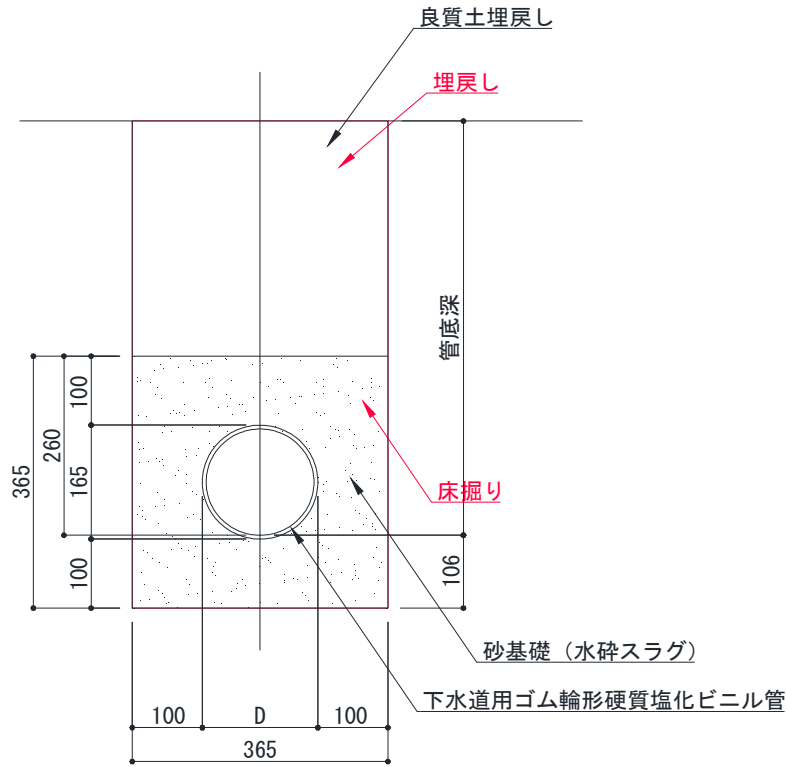 良質土埋戻し
埋戻し
管底深
100
260
165
365
床掘り
100
106
砂基礎（水砕スラグ）
下水道用ゴム輪形硬質塩化ビニル管
100
D
100
365